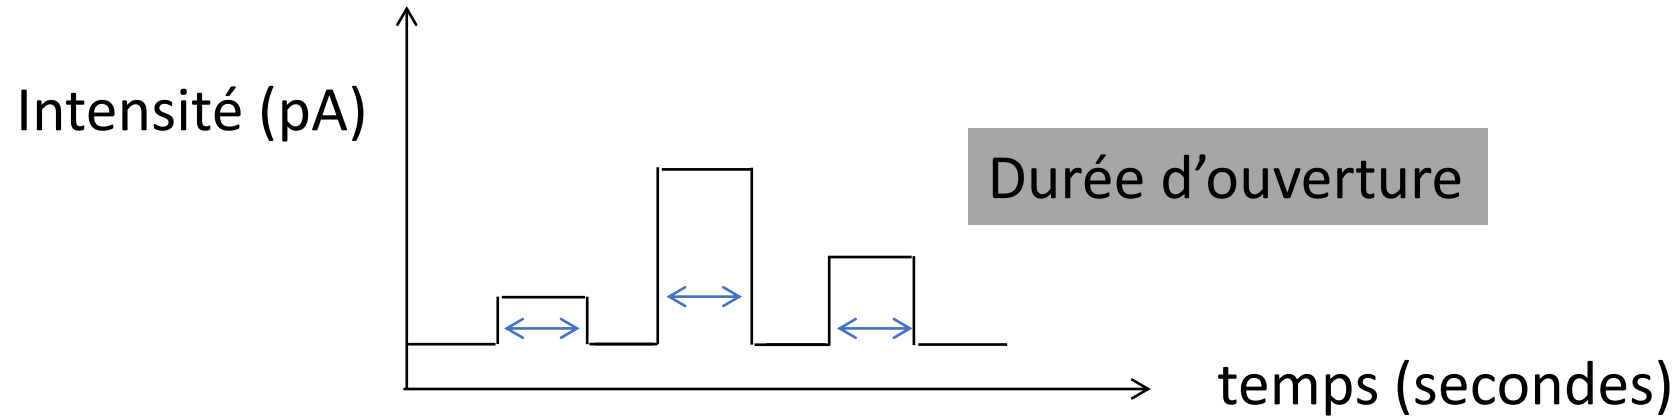 Intensité (pA)
Durée d’ouverture
temps (secondes)